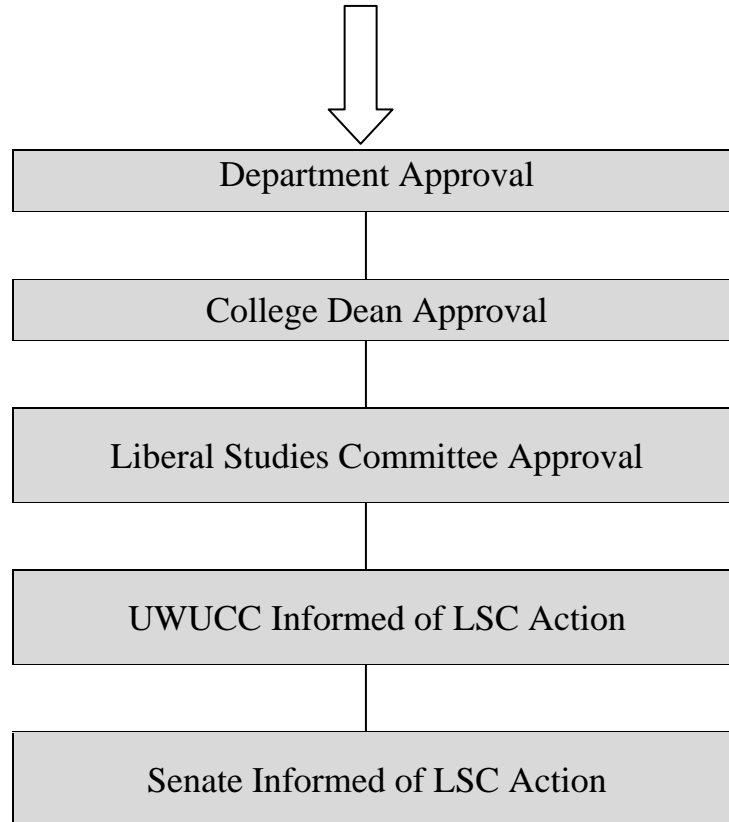 Department Approval
College Dean Approval
Liberal Studies Committee Approval
UWUCC Informed of LSC Action
Senate Informed of LSC Action